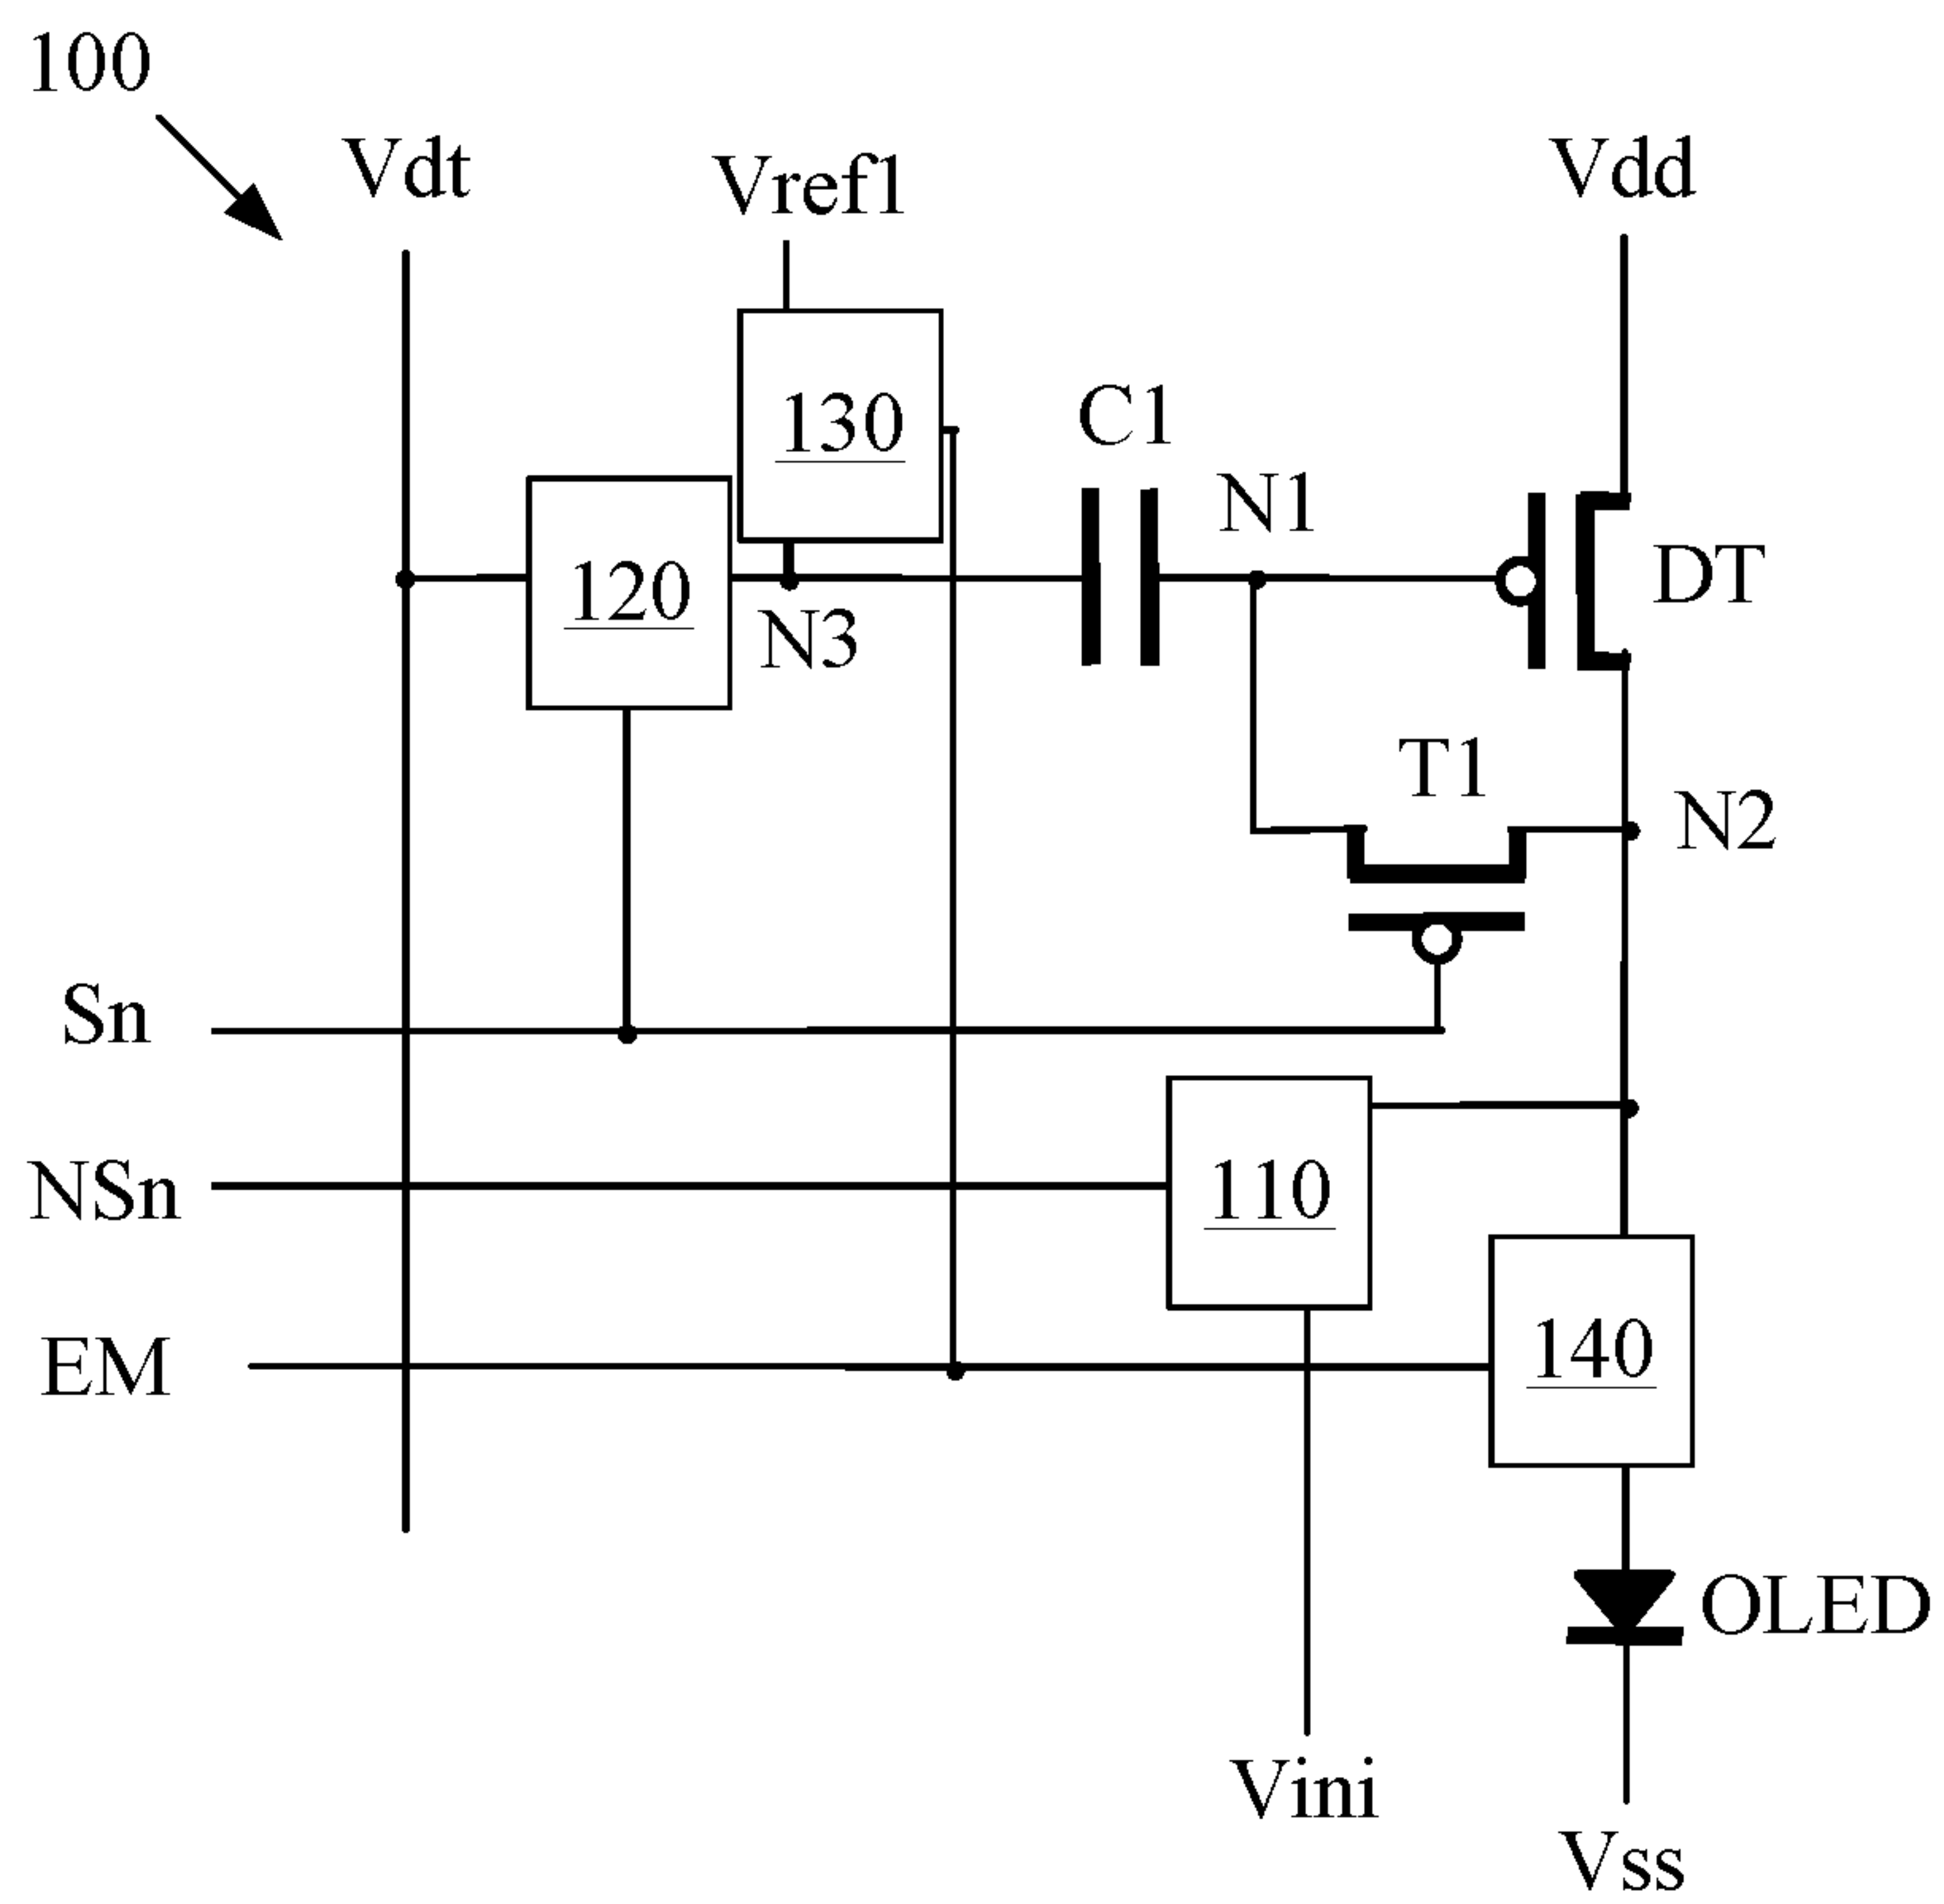 100
Vdt
Vref1
Vdd
130
C1
N1
DT
120
N3
T1
N2
Sn
NSn
110
EM
140
OLED
Vini
Vss